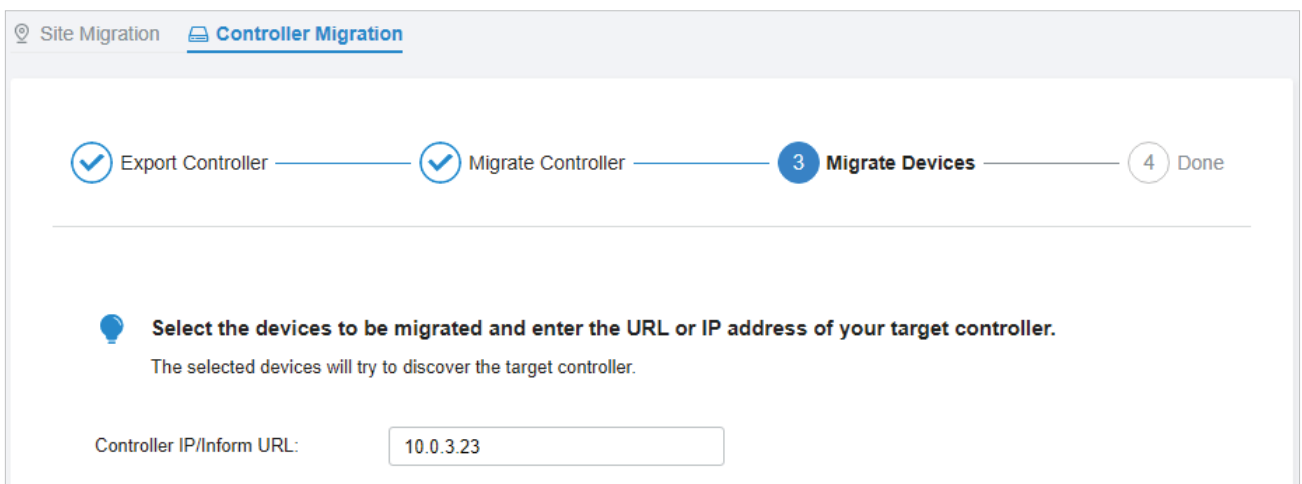 Site Migration Controller Migration
Export Controller Migrate Controller 3 Migrate Devices 4 Done
Select the devices to be migrated and enter the URL or IP address of your target controller.
The selected devices will try to discover the target controller.
Controller IP/Inform URL: 10.0.3.23